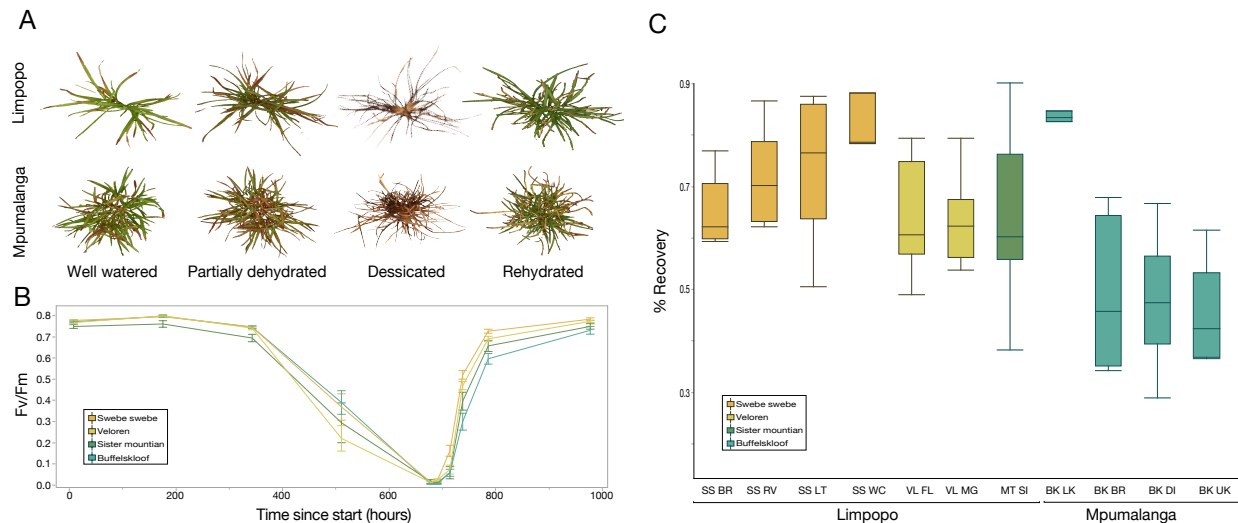 A
Limpopo
Mpumalanga
Well watered
Partially dehydrated
Dessicated
Rehydrated
B
Fv/Fm
0.8
0.7
0.6
0.5
0.4
0.3
0.2
0.1
0.0
Swebe swebe
Veloren
Sister mountian
Buffelskloof
0
200
400
600
800
1000
Time since start (hours)
C
% Recovery
0.9
0.7
0.5
0.3
Swebe swebe
Veloren
Sister mountian
Buffelskloof
SS BR
SS RV
SS LT
SS WC
VL FL
VL MG
MT SI
BK LK
BK BR
BK DI
BK UK
Limpopo
Mpumalanga